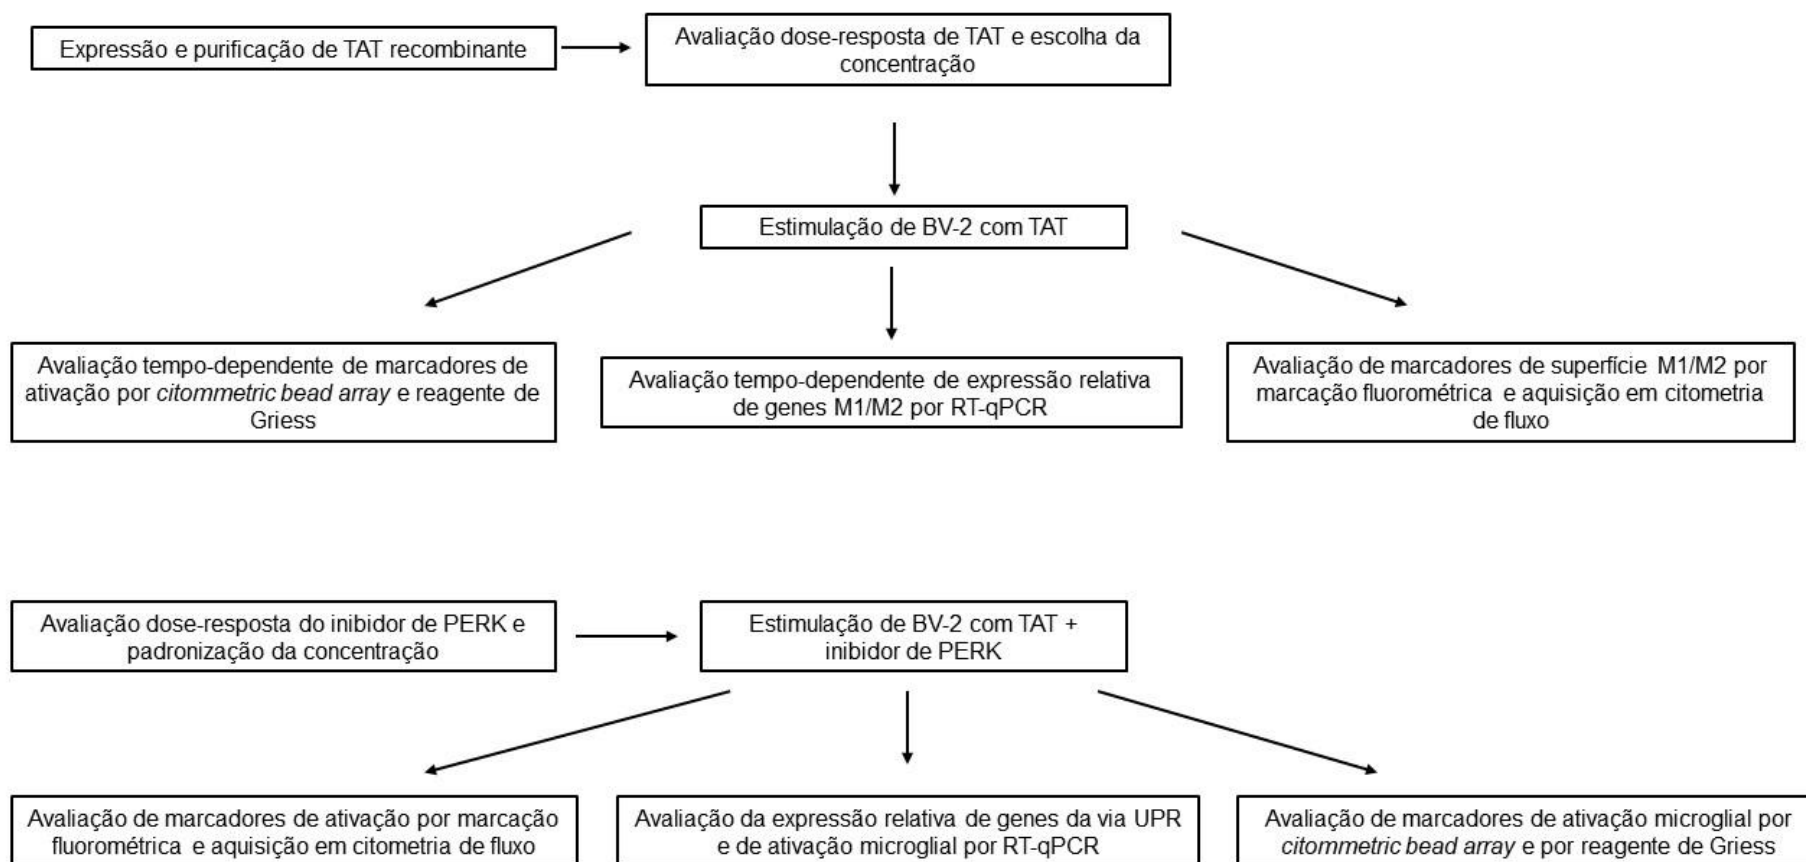 Expressão e purificação de TAT recombinante
Avaliação dose-resposta de TAT e escolha da
concentração
Estimulação de BV-2 com TAT
Avaliação tempo-dependente de marcadores de
ativação por citommetric bead array e reagente de
Griess
Avaliação tempo-dependente de expressão relativa
de genes M1/M2 por RT-qPCR
Avaliação de marcadores de superfície M1/M2 por
marcação fluorométrica e aquisição em citometria
de fluxo
Avaliação dose-resposta do inibidor de PERK e
padronização da concentração
Estimulação de BV-2 com TAT +
inibidor de PERK
Avaliação de marcadores de ativação por marcação
fluorométrica e aquisição em citometria de fluxo
Avaliação da expressão relativa de genes da via UPR
e de ativação microglial por RT-qPCR
Avaliação de marcadores de ativação microglial por
citommetric bead array e por reagente de Griess